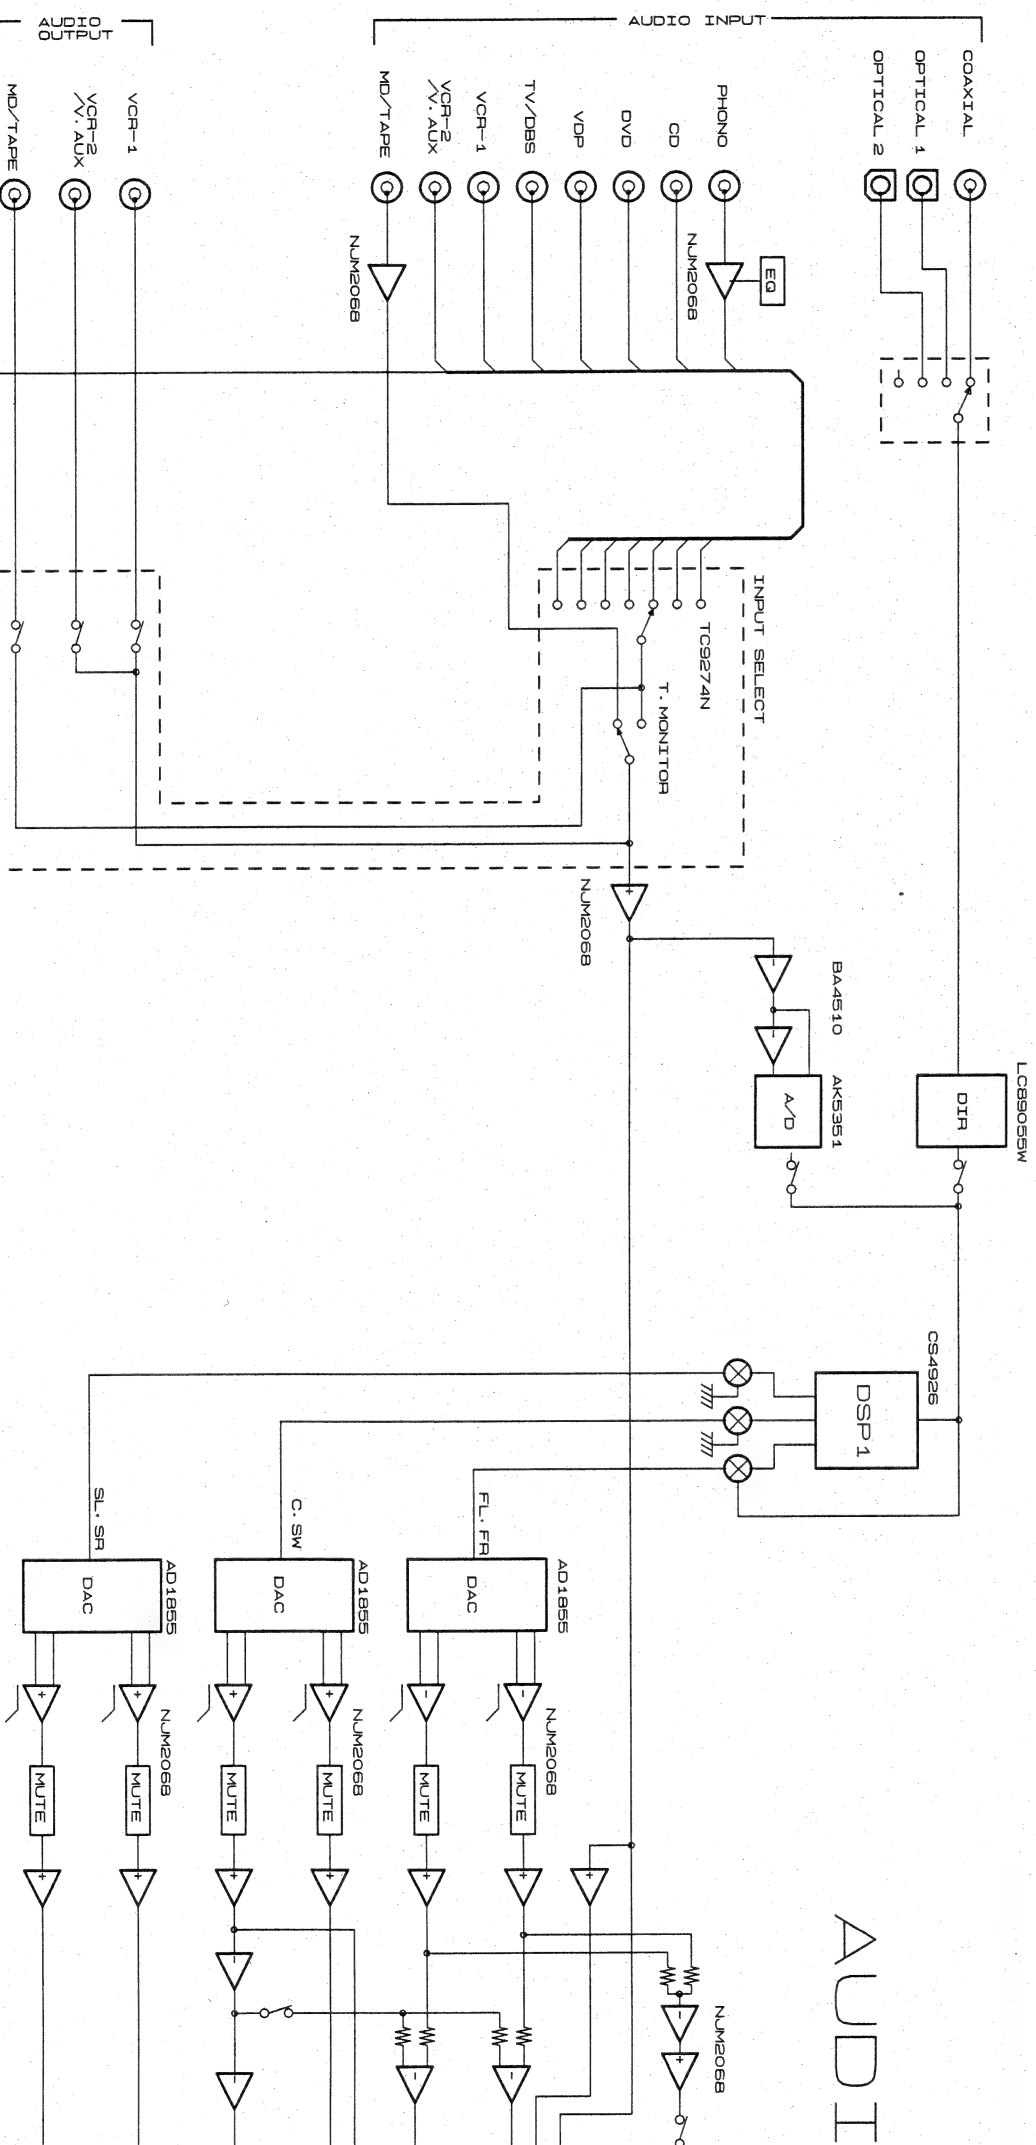 AUDIO
OUTPUT
AUDIO INPUT
MD/TAPE
VCR-2
/V. AUX
VCR-1
MD/TAPE
VCR-2
/V. AUX
VCR-1
TV/DBS
VDP
DVD
CD
PHONO
OPTICAL 2
OPTICAL 1
COAXIAL
NJM2068
NJM2068
EQ
INPUT SELECT
TC9274N
T. MONITOR
NJM2068
BA4510
AK5351
A/D
LC89055W
DIR
CS4926
DSP1
SL. SR
C. SW
FL. FR
AD1855
DAC
AD1855
DAC
AD1855
DAC
NJM2068
NJM2068
NJM2068
MUTE
MUTE
MUTE
MUTE
MUTE
MUTE
NJM2068
AUDI